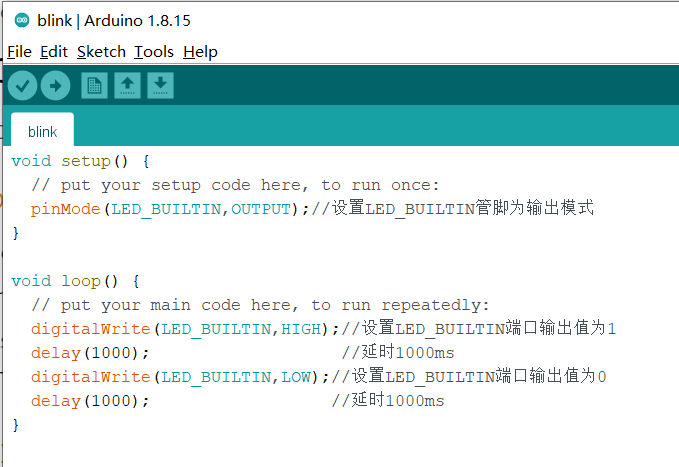 blink | Arduino 1.8.15
File Edit Sketch Tools Help
blink
void setup() {
  // put your setup code here, to run once:
  pinMode(LED_BUILTIN,OUTPUT);//设置LED_BUILTIN管脚为输出模式
}
void loop() {
  // put your main code here, to run repeatedly:
  digitalWrite(LED_BUILTIN,HIGH);//设置LED_BUILTIN端口输出值为1
  delay(1000);                   //延时1000ms
  digitalWrite(LED_BUILTIN,LOW);//设置LED_BUILTIN端口输出值为0
  delay(1000);                  //延时1000ms
}